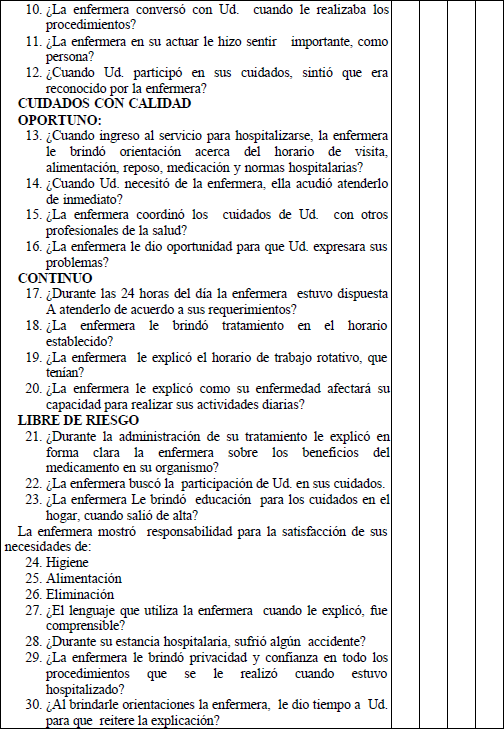 10. ¿La enfermera conversó con Ud. cuando le realizaba los
procedimientos?
11. ¿La enfermera en su actuar le hizo sentir importante, como
persona?
12. ¿Cuando Ud. participó en sus cuidados, sintió que era
reconocido por la enfermera?
CUIDADOS CON CALIDAD
OPORTUNO:
13. ¿Cuando ingreso al servicio para hospitalizarse, la enfermera
le brindó orientación acerca del horario de visita,
alimentación, reposo, medicación y normas hospitalarias?
14. ¿Cuando Ud. necesitó de la enfermera, ella acudió atenderlo
de inmediato?
15. ¿La enfermera coordinó los cuidados de Ud. con otros
profesionales de la salud?
16. ¿La enfermera le dio oportunidad para que Ud. expresara sus
problemas?
CONTINUO
17. ¿Durante las 24 horas del día la enfermera estuvo dispuesta
A atenderlo de acuerdo a sus requerimientos?
18. ¿La enfermera le brindó tratamiento en el horario
establecido?
19. ¿La enfermera le explicó el horario de trabajo rotativo, que
tenían?
20. ¿La enfermera le explicó como su enfermedad afectará su
capacidad para realizar sus actividades diarias?
LIBRE DE RIESGO
21. ¿Durante la administración de su tratamiento le explicó en
forma clara la enfermera sobre los beneficios del
medicamento en su organismo?
22. ¿La enfermera buscó la participación de Ud. en sus cuidados.
23. ¿La enfermera Le brindó educación para los cuidados en el
hogar, cuando salió de alta?
La enfermera mostró responsabilidad para la satisfacción de sus
necesidades de:
24. Higiene
25. Alimentación
26. Eliminación
27. ¿El lenguaje que utiliza la enfermera cuando le explicó, fue
comprensible?
28. ¿Durante su estancia hospitalaria, sufrió algún accidente?
29. ¿La enfermera le brindó privacidad y confianza en todo los
procedimientos que se le realizó cuando estuvo
hospitalizado?
30. ¿Al brindarle orientaciones la enfermera, le dio tiempo a Ud.
para que reitere la explicación?